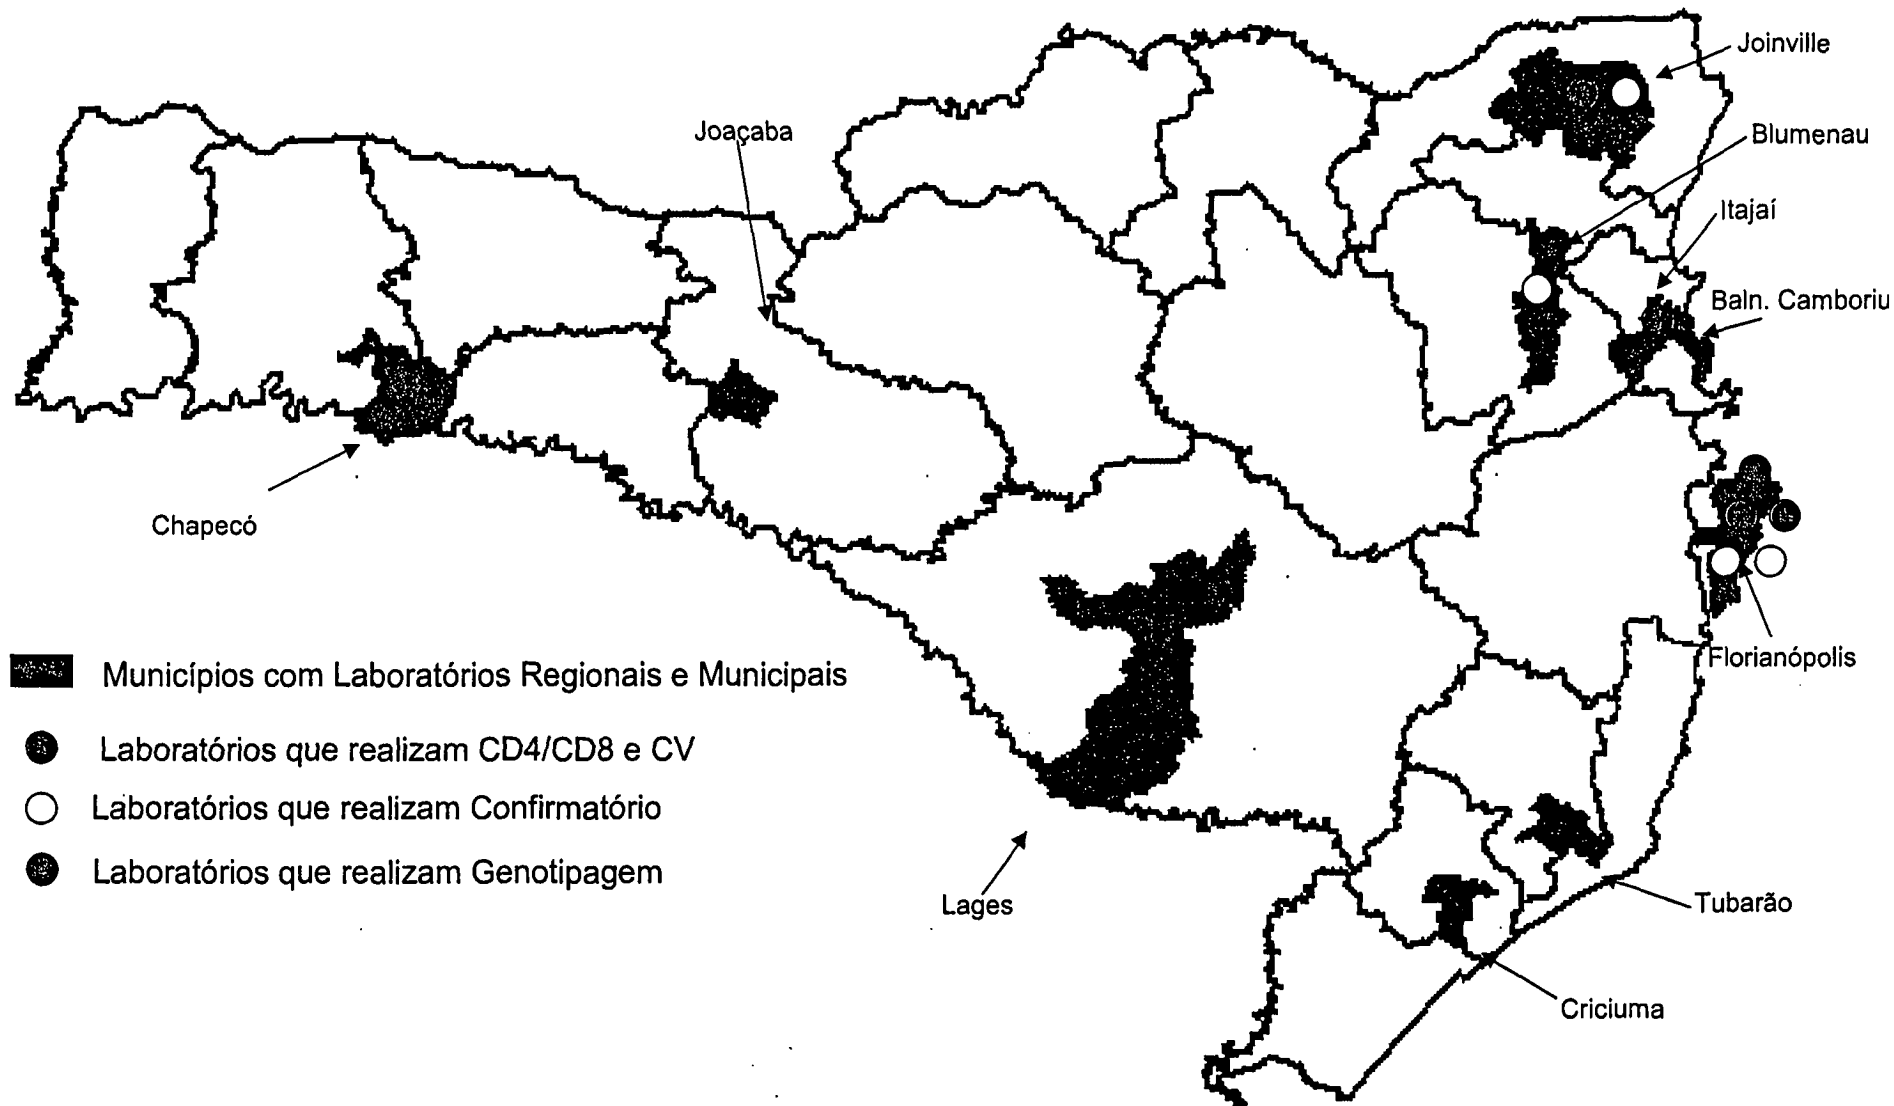 Joinville
Joaçaba
Blumenau
Itajaí
Baln. Camboriu
Chapecó
Florianópolis
Municípios com Laboratórios Regionais e Municipais
Laboratórios que realizam CD4/CD8 e CV
Laboratórios que realizam Confirmatório
Laboratórios que realizam Genotipagem
Lages
Tubarão
Criciuma